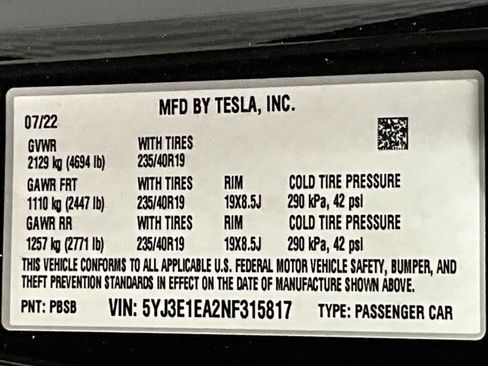 MFD BY TESLA, INC.
07/22
GVWR WITH TIRES
2129 kg (4694 lb) 235/40R19
GAWR FRT WITH TIRES RIM COLD TIRE PRESSURE
1110 kg (2447 lb) 235/40R19 19X8.5J 290 kPa, 42 psi
GAWR RR WITH TIRES RIM COLD TIRE PRESSURE
1257 kg (2771 lb) 235/40R19 19X8.5J 290 kPa, 42 psi
THIS VEHICLE CONFORMS TO ALL APPLICABLE U.S. FEDERAL MOTOR VEHICLE SAFETY, BUMPER, AND
THEFT PREVENTION STANDARDS IN EFFECT ON THE DATE OF MANUFACTURE SHOWN ABOVE.
PNT: PBSB VIN: 5YJ3E1EA2NF315817 TYPE: PASSENGER CAR